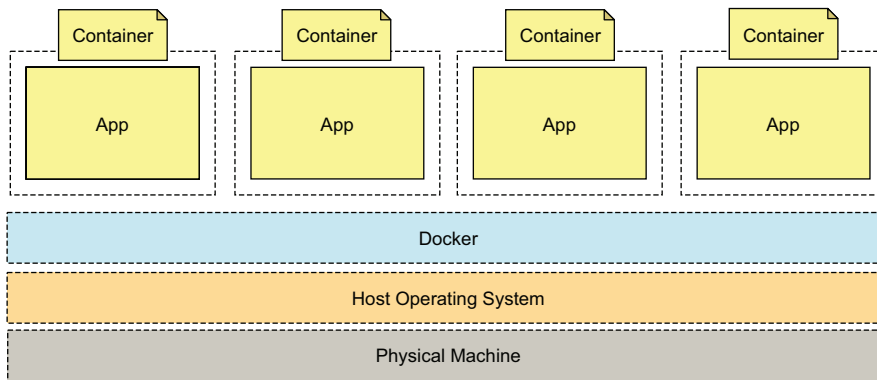 Container
Container
Container
Container
App
App
App
App
Docker
Host Operating System
Physical Machine